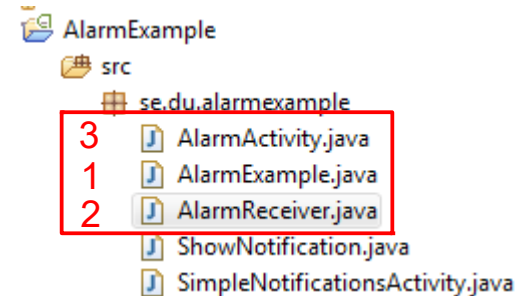 AlarmExample
src
se.du.alarmexample
3 AlarmActivity.java
1 AlarmExample.java
2 AlarmReceiver.java
ShowNotification.java
SimpleNotificationsActivity.java